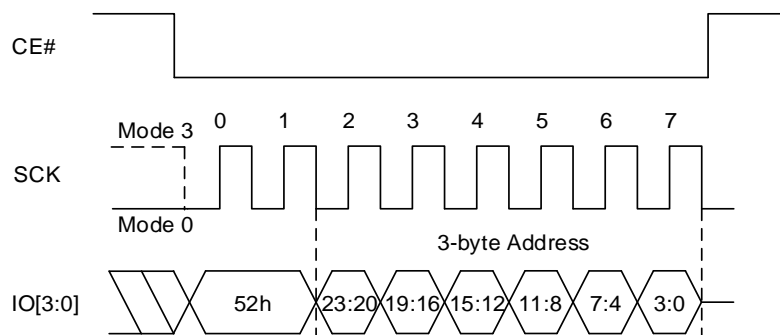 CE#
Mode 3 0 1 2 3 4 5 6 7
SCK
Mode 0
3-byte Address
IO[3:0] 52h 23:20 19:16 15:12 11:8 7:4 3:0